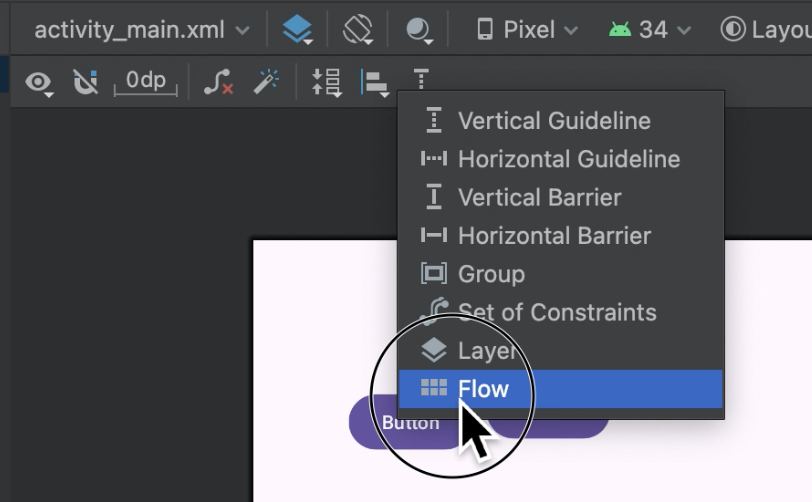 activity_main.xml Pixel 34 Layou
0dp
Vertical Guideline
Horizontal Guideline
Vertical Barrier
Horizontal Barrier
Group
Set of Constraints
Layer
Flow
Button